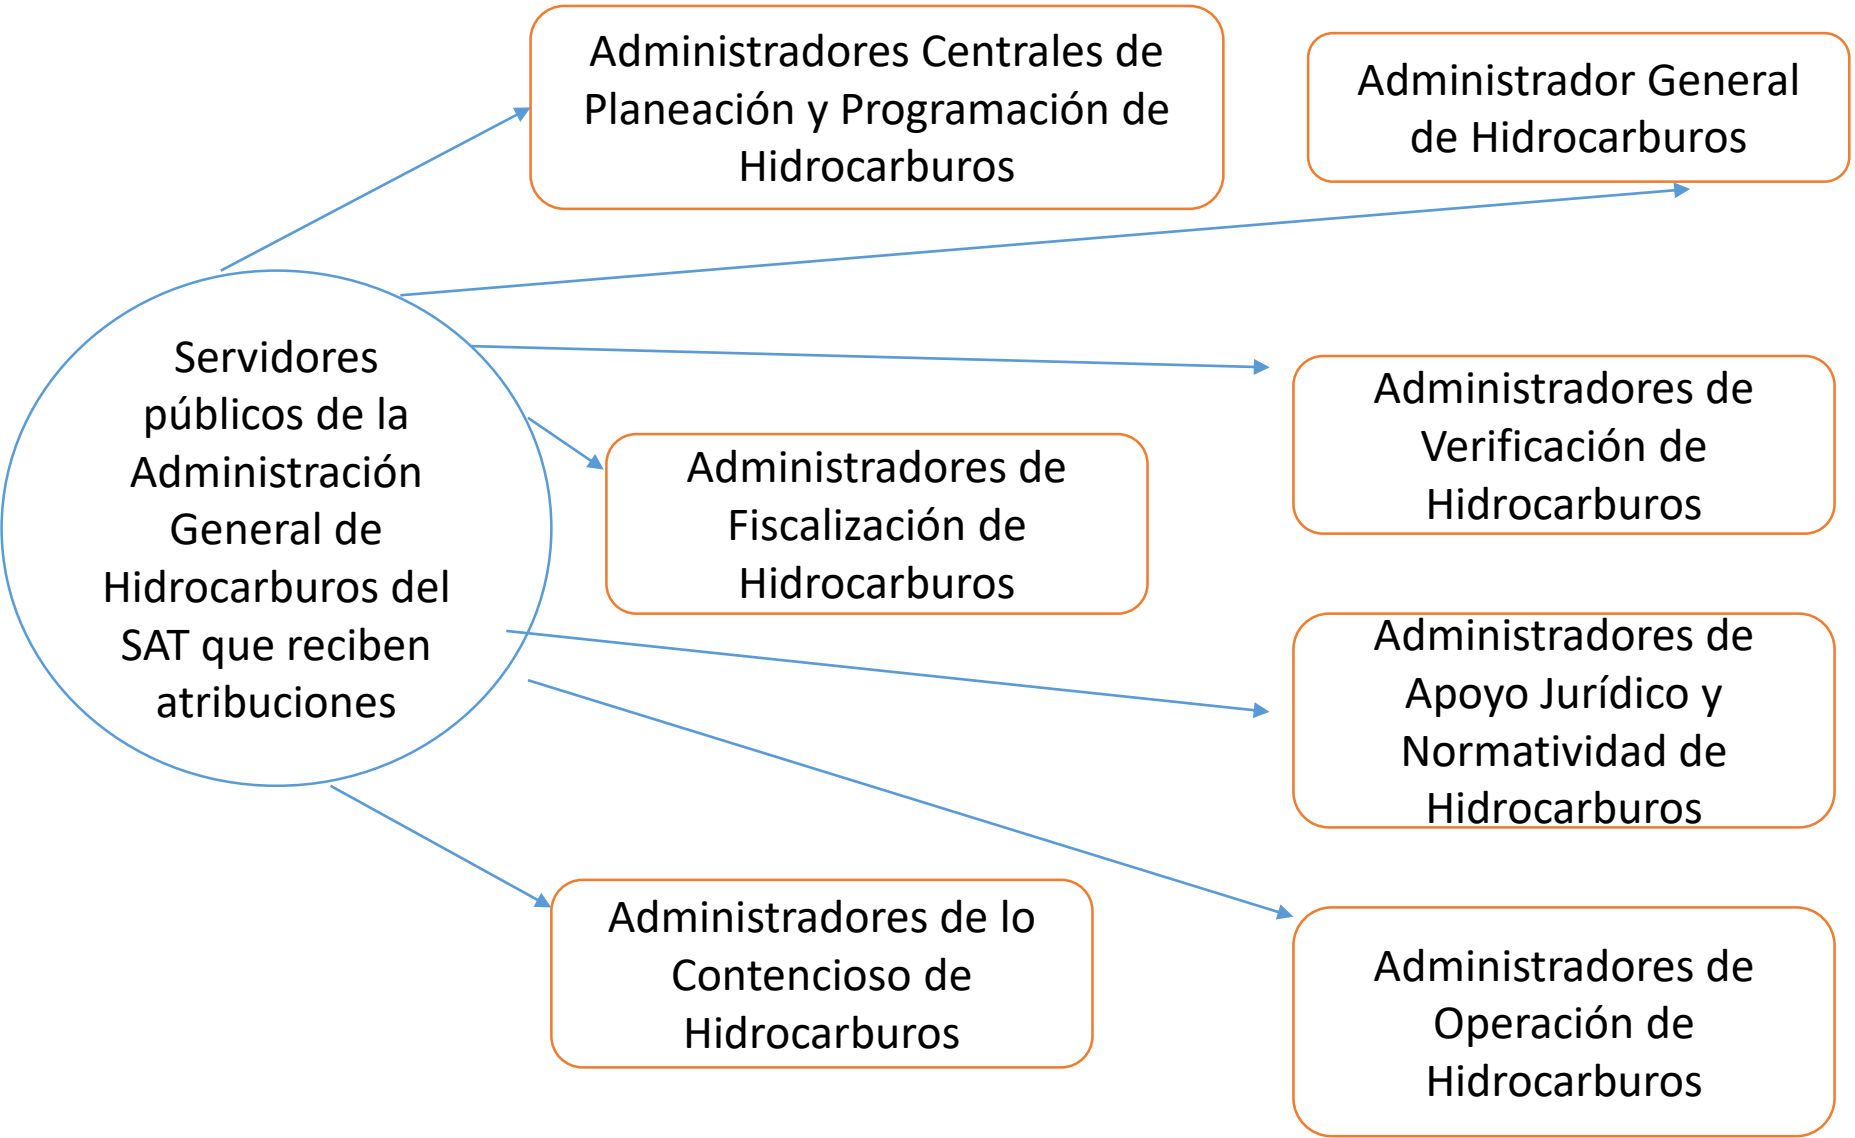 Administradores Centrales de
Planeación y Programación de
Hidrocarburos
Administrador General
de Hidrocarburos
Servidores
públicos de la
Administración
General de
Hidrocarburos del
SAT que reciben
atribuciones
Administradores de
Verificación de
Hidrocarburos
Administradores de
Fiscalización de
Hidrocarburos
Administradores de
Apoyo Jurídico y
Normatividad de
Hidrocarburos
Administradores de lo
Contencioso de
Hidrocarburos
Administradores de
Operación de
Hidrocarburos